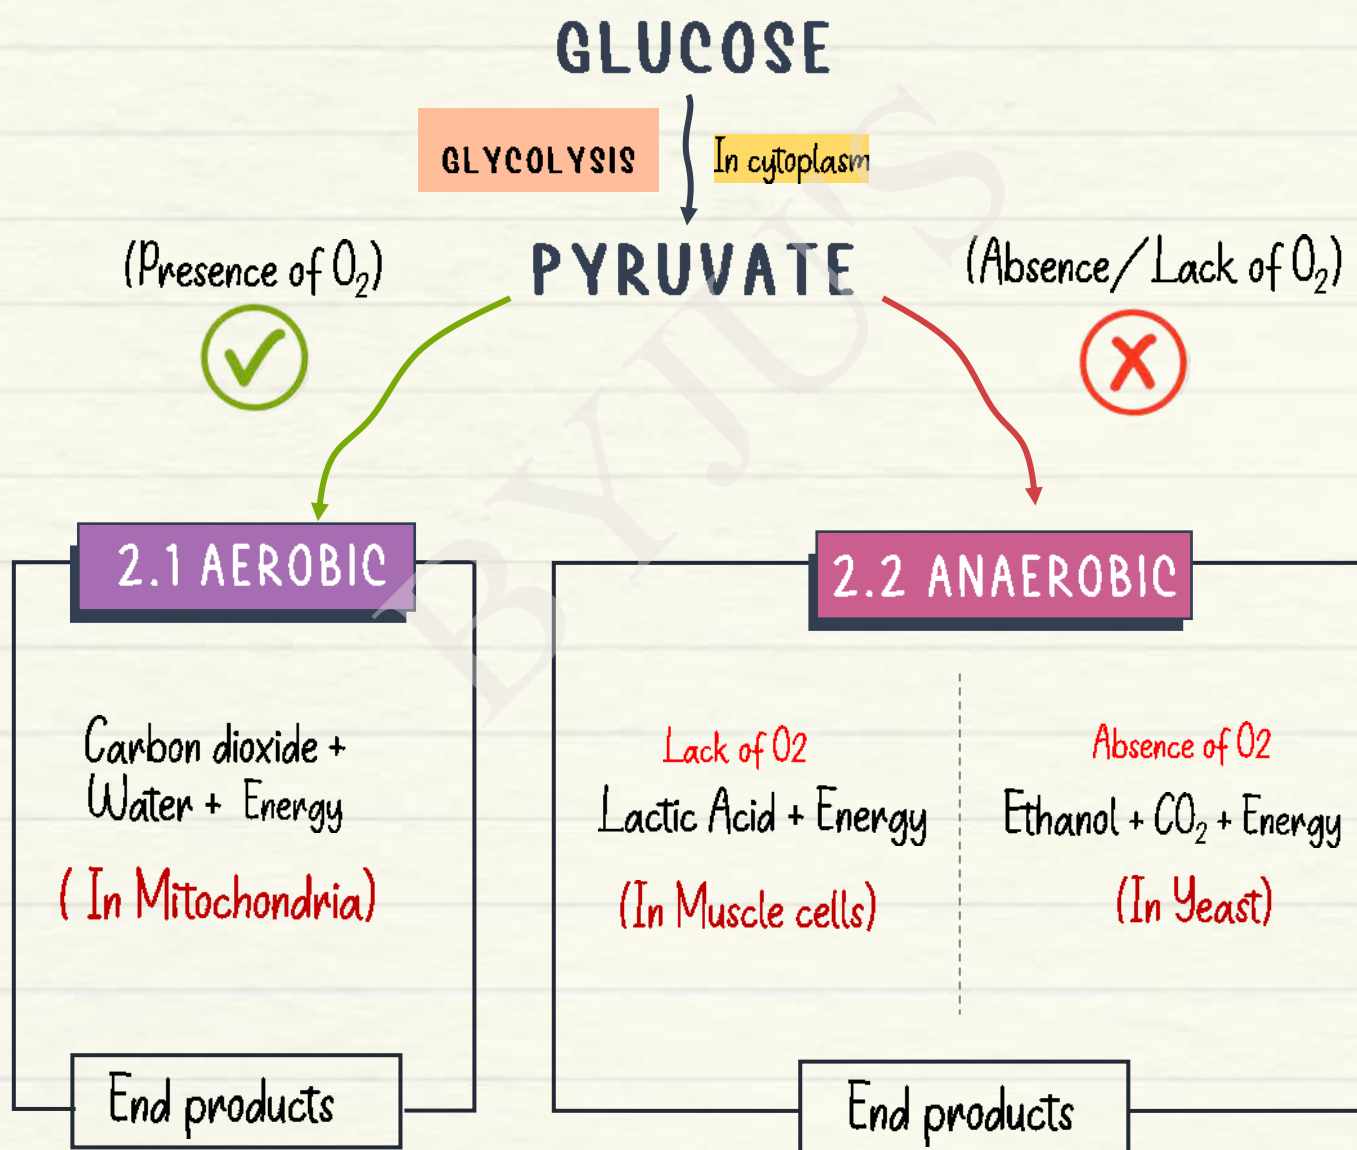 GLUCOSE
GLYCOLYSIS
In cytoplasm
(Presence of O₂)
PYRUVATE
(Absence/Lack of O₂)
2.1 AEROBIC
2.2 ANAEROBIC
Carbon dioxide +
Water + Energy
(In Mitochondria)
Lack of O2
Lactic Acid + Energy
(In Muscle cells)
Absence of O2
Ethanol + CO₂ + Energy
(In Yeast)
End products
End products
BYJU'S